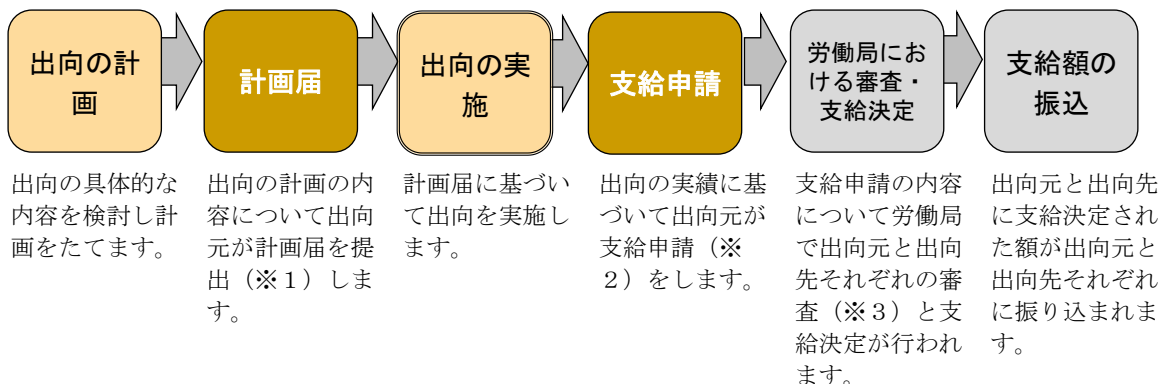 出向の計
画
計画届
出向の実
施
支給申請
労働局にお
ける審査・
支給決定
支給額の
振込
出向の具体的な
内容を検討し計
画をたてます。
出向の計画の内
容について出向
元が計画届を提
出（※１）しま
す。
計画届に基づい
て出向を実施し
ます。
出向の実績に基
づいて出向元が
支給申請（※
２）をします。
支給申請の内容
について労働局
で出向元と出向
先それぞれの審
査（※３）と支
給決定が行われ
ます。
出向元と出向先
に支給決定され
た額が出向元と
出向先それぞれ
に振り込まれま
す。